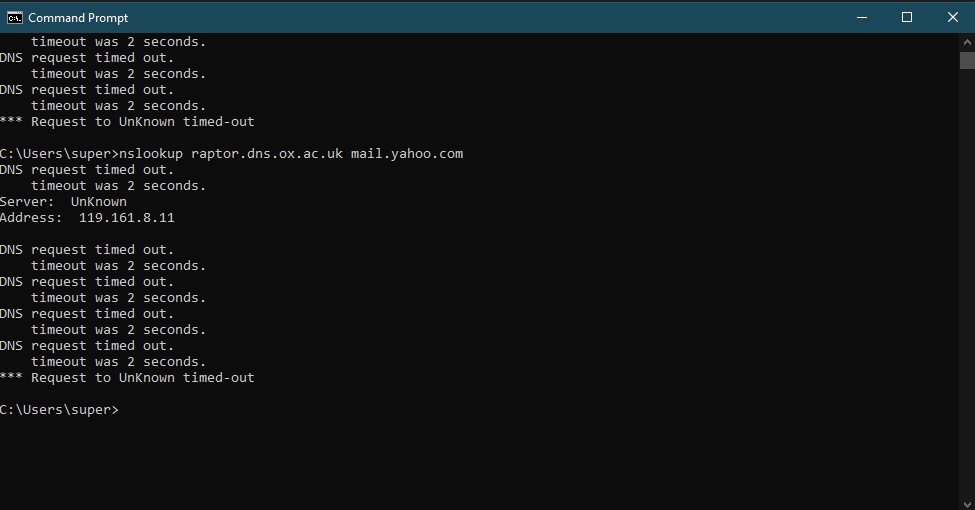 Command Prompt
timeout was 2 seconds.
DNS request timed out.
timeout was 2 seconds.
DNS request timed out.
timeout was 2 seconds.
*** Request to UnKnown timed-out
C:\Users\super>nslookup raptor.dns.ox.ac.uk mail.yahoo.com
DNS request timed out.
timeout was 2 seconds.
Server:  UnKnown
Address:  119.161.8.11
DNS request timed out.
timeout was 2 seconds.
DNS request timed out.
timeout was 2 seconds.
DNS request timed out.
timeout was 2 seconds.
DNS request timed out.
timeout was 2 seconds.
*** Request to UnKnown timed-out
C:\Users\super>